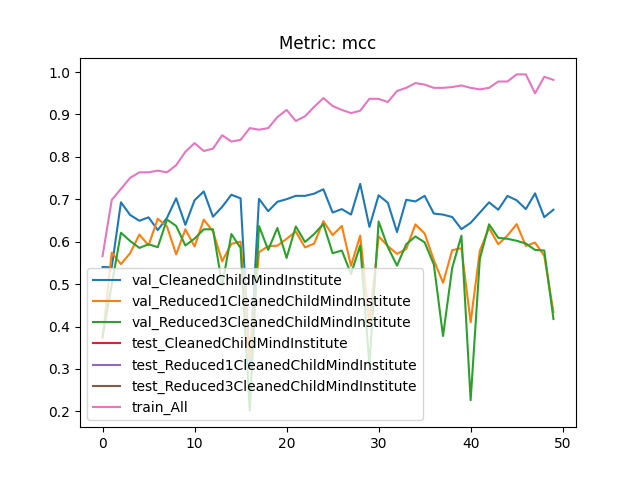 Metric: mcc
1.0
0.9
0.8
0.7
0.6
0.5
0.4
0.3
0.2
val_CleanedChildMindInstitute
val_Reduced1CleanedChildMindInstitute
val_Reduced3CleanedChildMindInstitute
test_CleanedChildMindInstitute
test_Reduced1CleanedChildMindInstitute
test_Reduced3CleanedChildMindInstitute
train_All
0 10 20 30 40 50